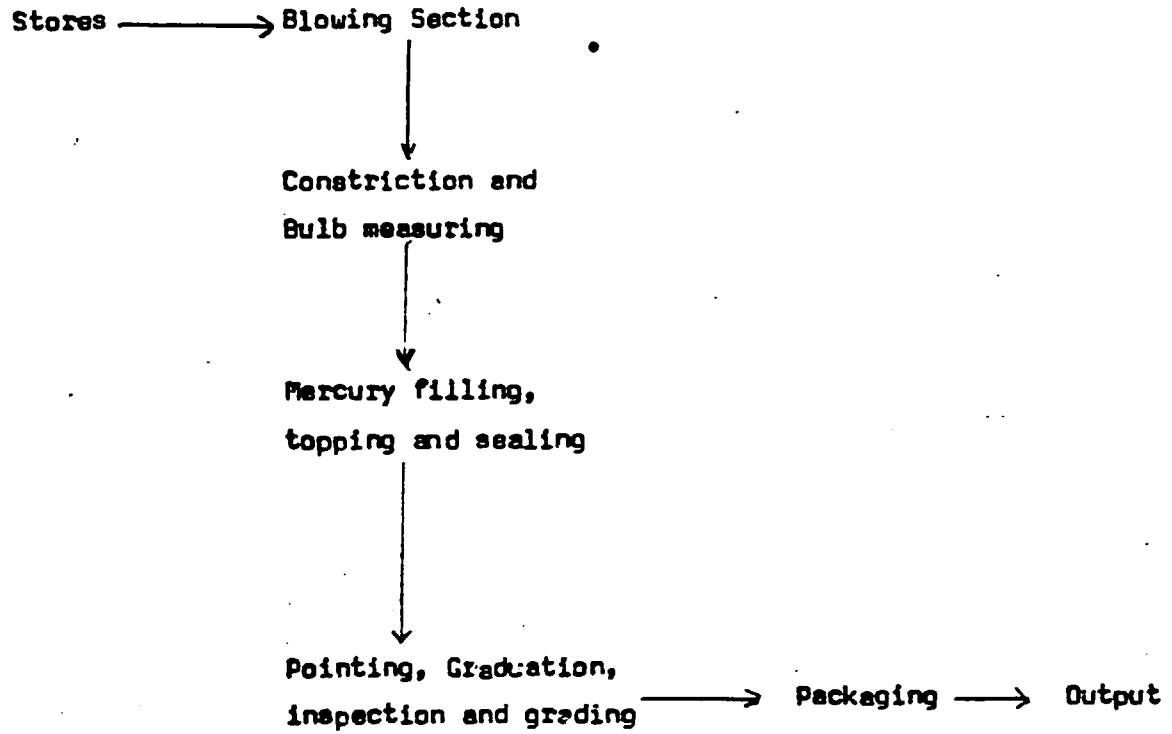 Stores Blowing Section
Constriction and
Bulb measuring
Mercury filling,
topping and sealing
Pointing, Graduation,
inspection and grading Packaging Output